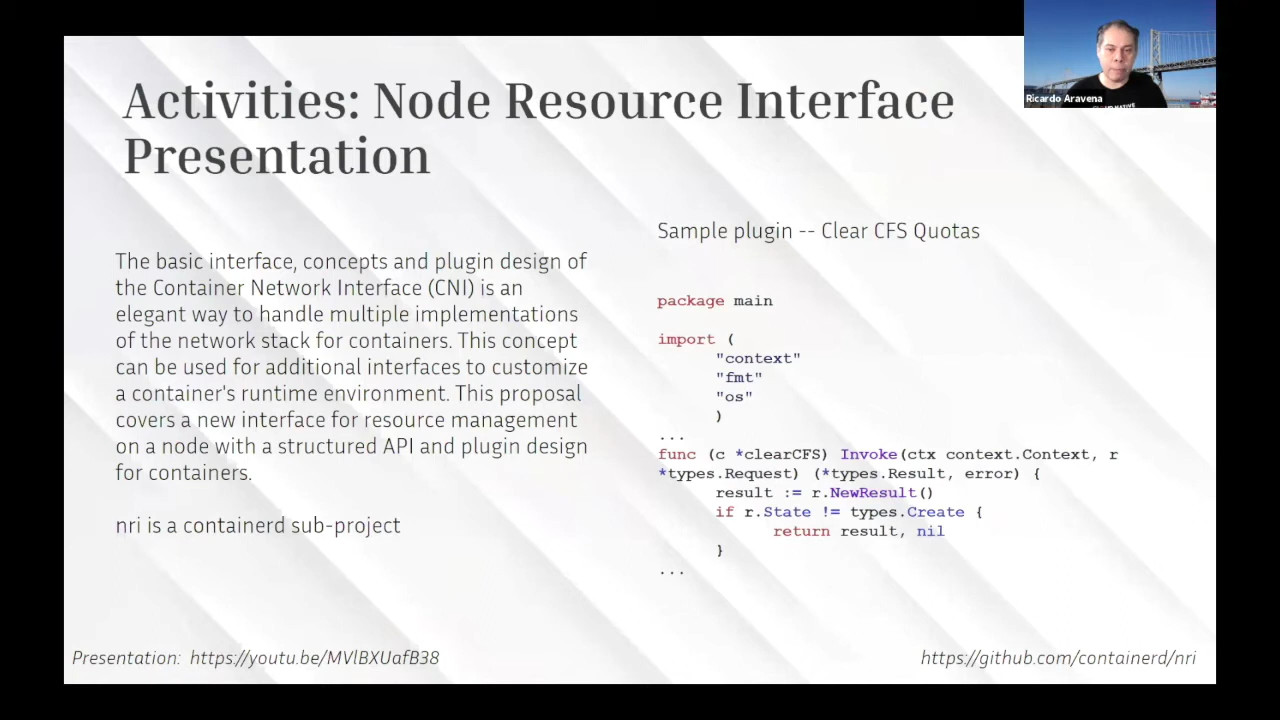 Activities: Node Resource Interface
Presentation
Ricardo Aravena
The basic interface, concepts and plugin design of
the Container Network Interface (CNI) is an
elegant way to handle multiple implementations
of the network stack for containers. This concept
can be used for additional interfaces to customize
a container's runtime environment. This proposal
covers a new interface for resource management
on a node with a structured API and plugin design
for containers.
nri is a containerd sub-project
Sample plugin -- Clear CFS Quotas
package main
import (
"context"
"fmt"
"os"
)
...
func (c *clearCFS) Invoke(ctx context.Context, r
*types.Request) (*types.Result, error) {
result := r.NewResult()
if r.State != types.Create {
return result, nil
}
...
Presentation: https://youtu.be/MVlBXUafB38
https://github.com/containerd/nri